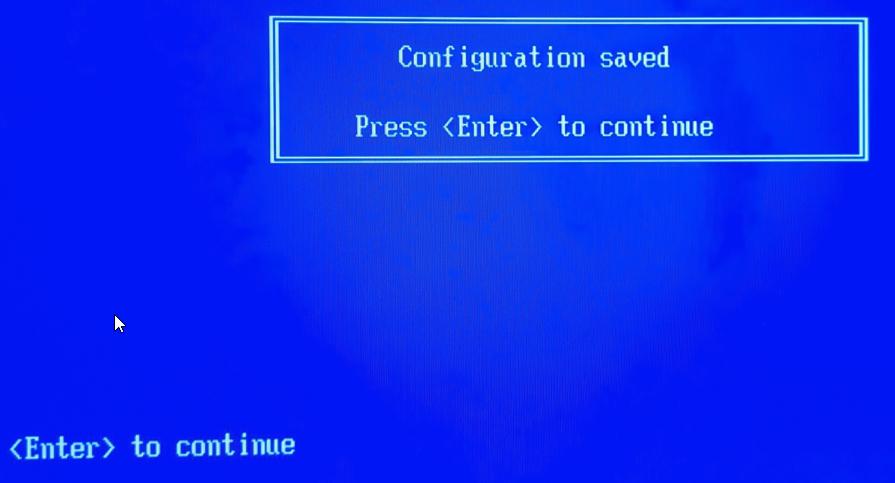 Configuration saved
Press <Enter> to continue
<Enter> to continue